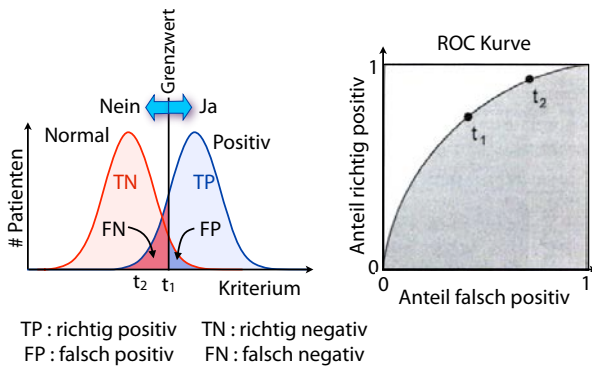 Grenzwert
Nein Ja
Normal Positiv
TN TP
FN FP
# Patienten
t2 t1 Kriterium
TP : richtig positiv TN : richtig negativ
FP : falsch positiv FN : falsch negativ
ROC Kurve
1
t2
t1
Anteil richtig positiv
0
0 1
Anteil falsch positiv